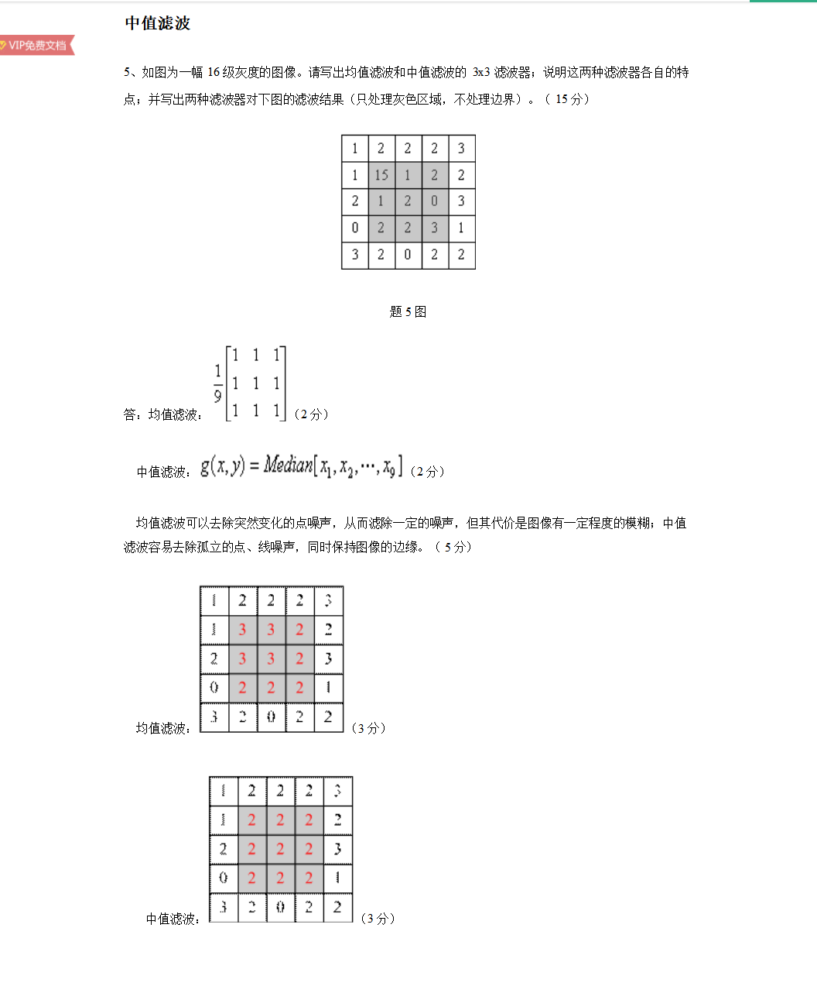 中值滤波
VIP免费文档
5、如图为一幅 16 级灰度的图像。请写出均值滤波和中值滤波的 3x3 滤波器；说明这两种滤波器各自的特
点；并写出两种滤波器对下图的滤波结果（只处理灰色区域，不处理边界）。（ 15 分）
1 2 2 2 3
1 15 1 2 2
2 1 2 0 3
0 2 2 3 1
3 2 0 2 2
题 5 图
答：均值滤波： 1/9 [1 1 1
1 1 1
1 1 1] （2 分）
中值滤波： g(x,y) = Median[x₁,x₂,⋯,x₉] （2 分）
均值滤波可以去除突然变化的点噪声，从而滤除一定的噪声，但其代价是图像有一定程度的模糊；中值
滤波容易去除孤立的点、线噪声，同时保持图像的边缘。（ 5 分）
1 2 2 2 3
1 3 3 2 2
2 3 3 2 3
0 2 2 2 1
3 2 0 2 2
均值滤波： （3 分）
1 2 2 2 3
1 2 2 2 2
2 2 2 2 3
0 2 2 2 1
3 2 0 2 2
中值滤波： （3 分）